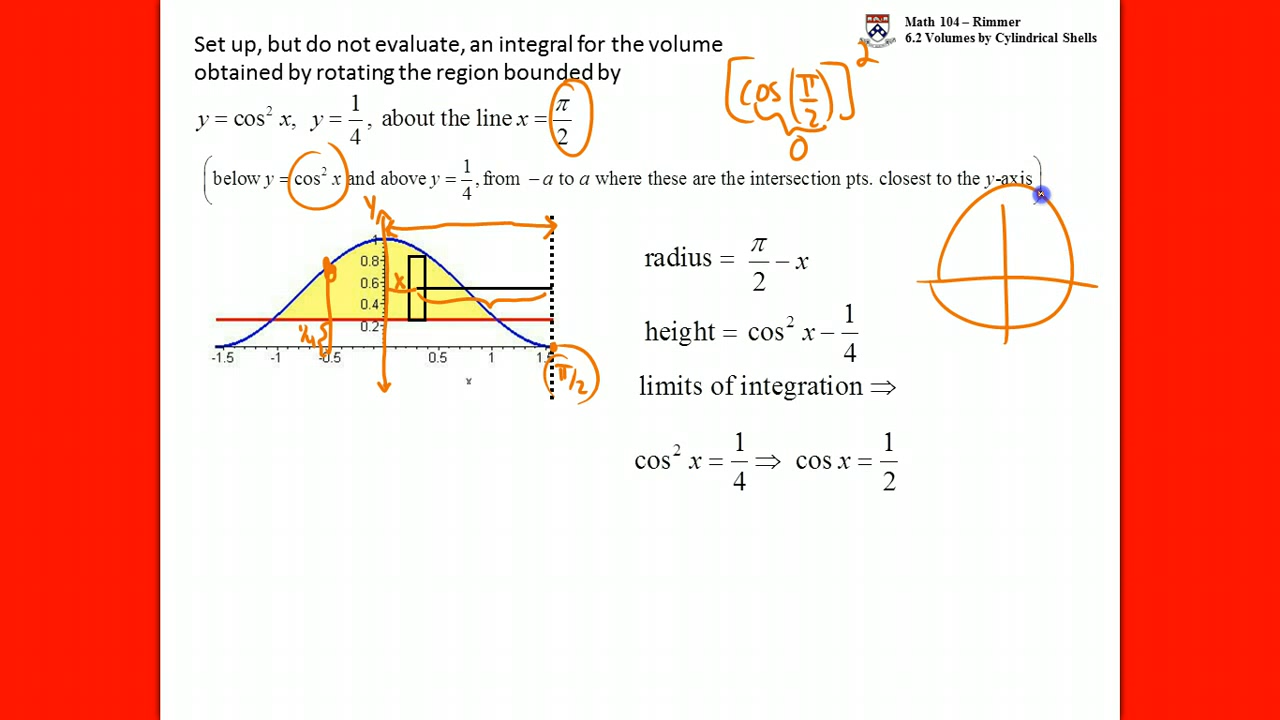 Math 104 – Rimmer
6.2 Volumes by Cylindrical Shells
Set up, but do not evaluate, an integral for the volume
obtained by rotating the region bounded by
y = cos² x, y = 1/4, about the line x = π/2
[cos(π/2)]²
0
(below y = cos² x and above y = 1/4, from −a to a where these are the intersection pts. closest to the y-axis)
y
1
0.8
0.6
0.4
0.2
x
1/4
-1.5 -1 -0.5 0.5 1 1.
π/2
x
radius = π/2 − x
height = cos² x − 1/4
limits of integration ⇒
cos² x = 1/4 ⇒ cos x = 1/2